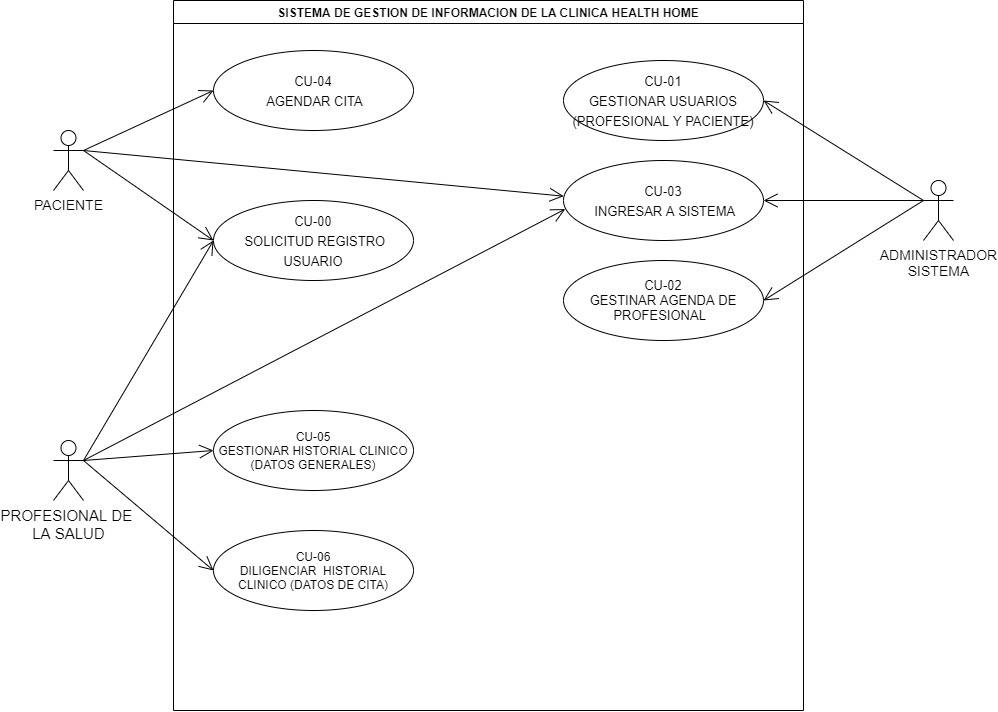 SISTEMA DE GESTION DE INFORMACION DE LA CLINICA HEALTH HOME
CU-04
AGENDAR CITA
CU-01
GESTIONAR USUARIOS
(PROFESIONAL Y PACIENTE)
PACIENTE
CU-03
INGRESAR A SISTEMA
CU-00
SOLICITUD REGISTRO
USUARIO
ADMINISTRADOR
SISTEMA
CU-02
GESTINAR AGENDA DE
PROFESIONAL
CU-05
GESTIONAR HISTORIAL CLINICO
(DATOS GENERALES)
PROFESIONAL DE
LA SALUD
CU-06
DILIGENCIAR HISTORIAL
CLINICO (DATOS DE CITA)